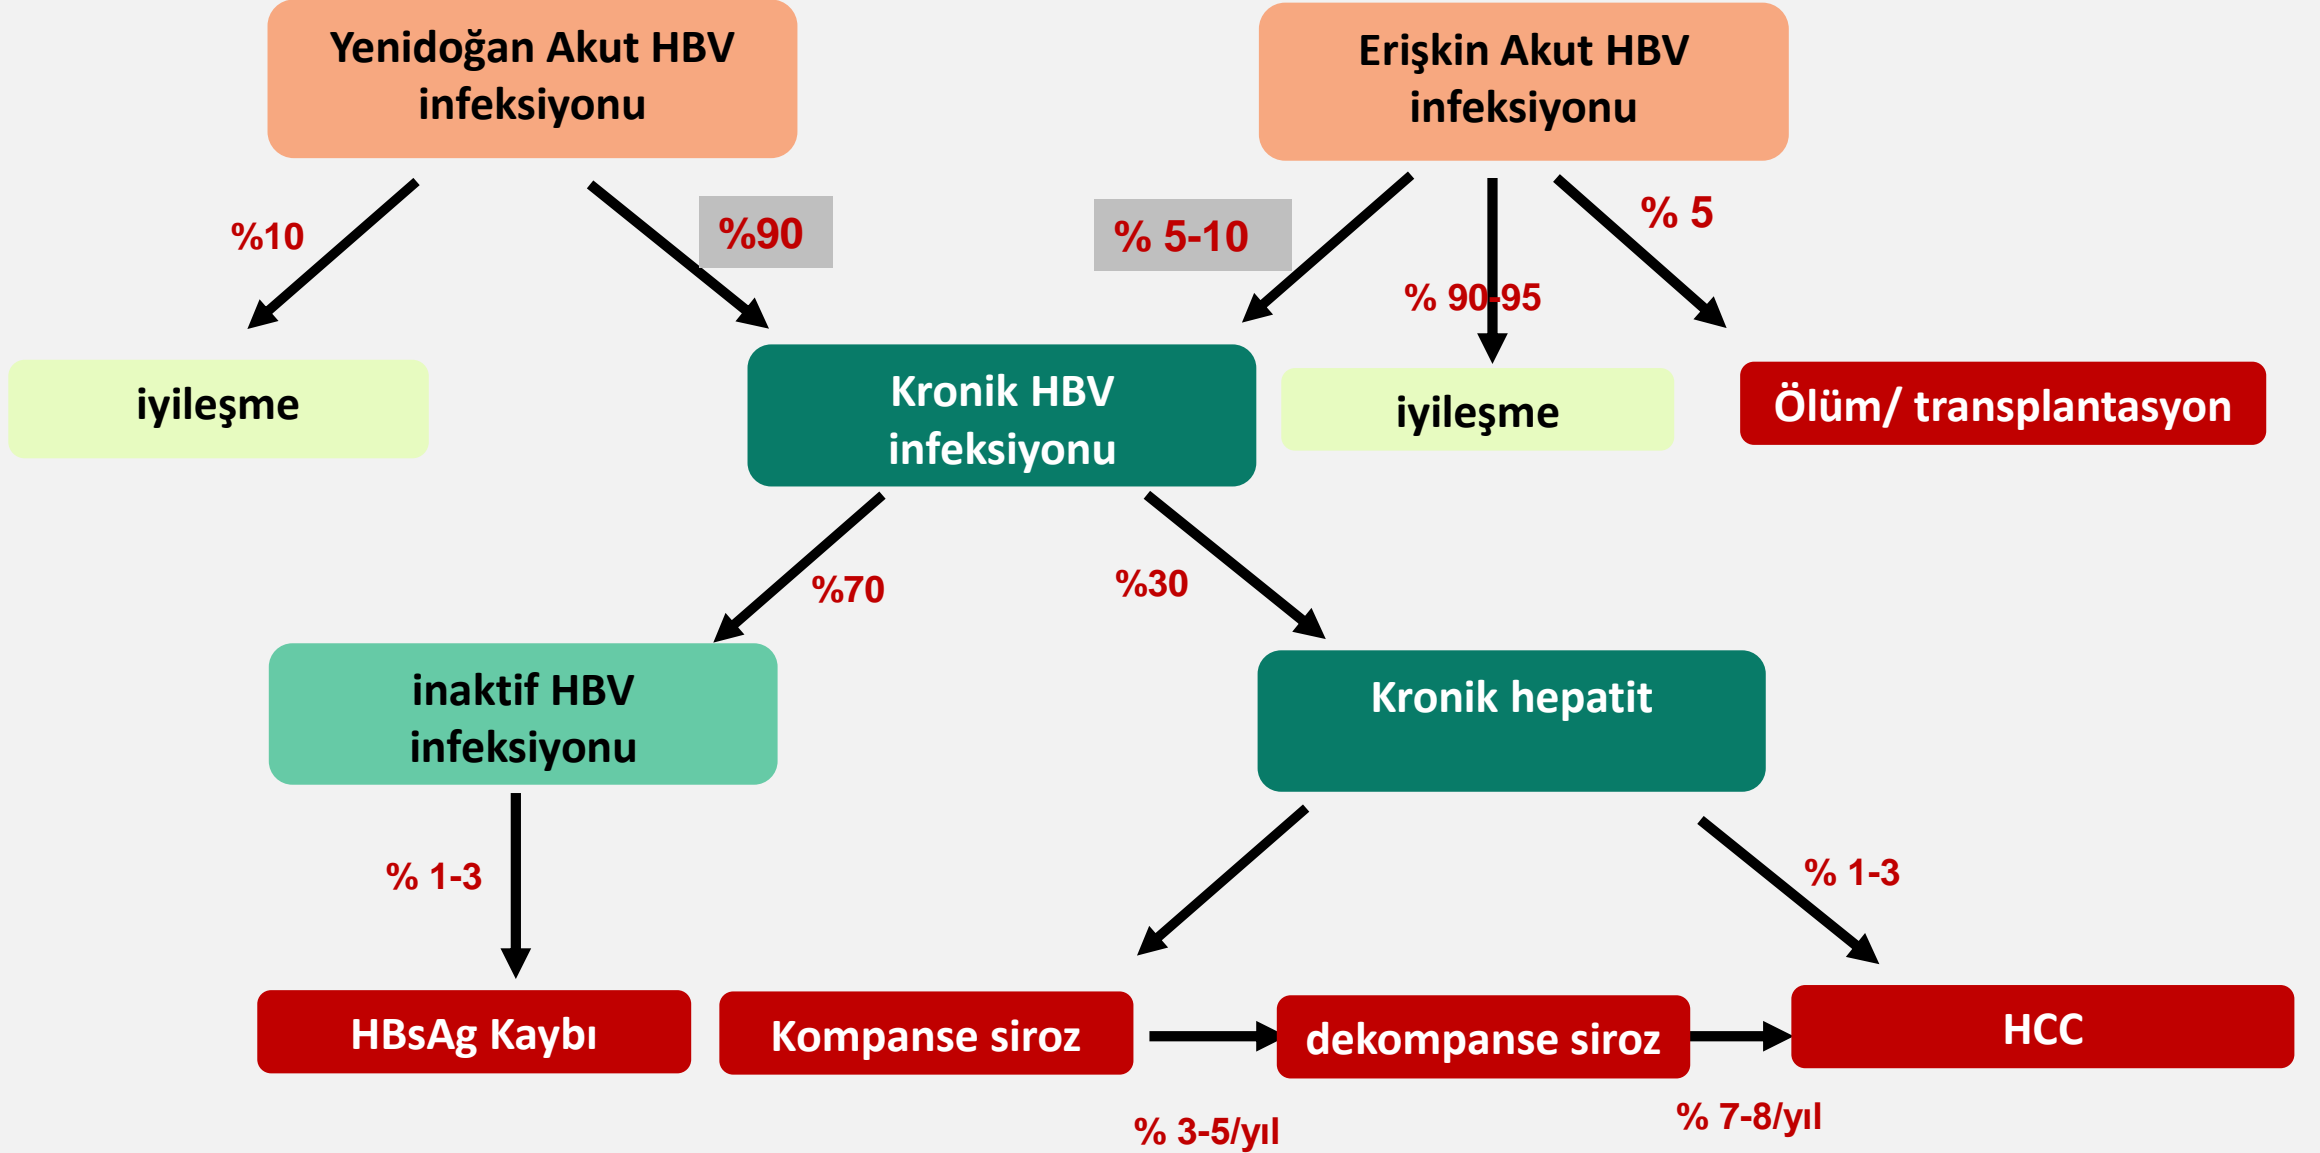 Yenidoğan Akut HBV
infeksiyonu
Erişkin Akut HBV
infeksiyonu
%10
%90
% 5-10
% 90-95
% 5
iyileşme
Kronik HBV
infeksiyonu
iyileşme
Ölüm/ transplantasyon
%70
%30
inaktif HBV
infeksiyonu
Kronik hepatit
% 1-3
% 1-3
HBsAg Kaybı
Kompanse siroz
dekompanse siroz
HCC
% 3-5/yıl
% 7-8/yıl